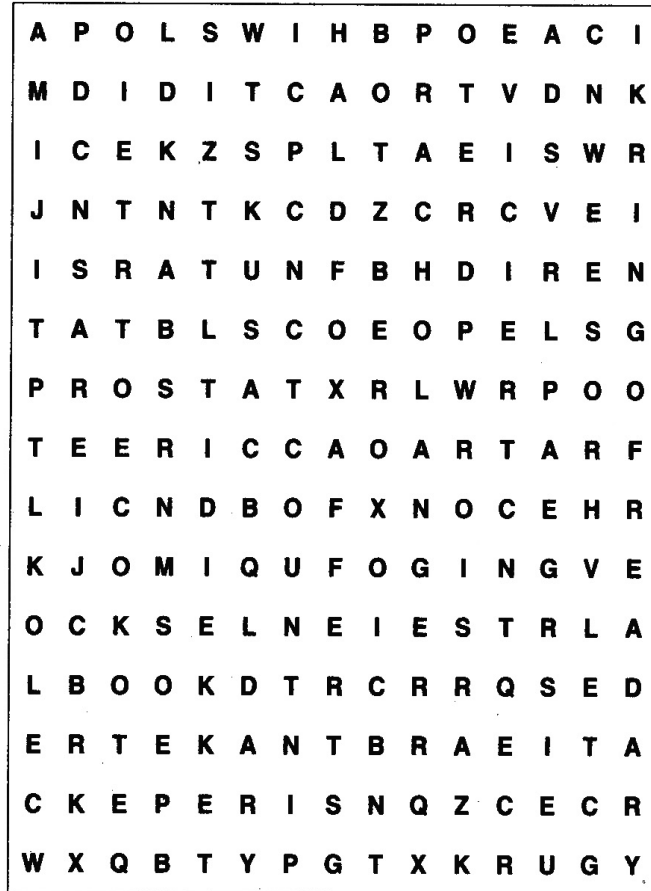 A P O L S W I H B P O E A C I
M D I D I T C A O R T V D N K
I C E K Z S P L T A E I S W R
J N T N T K C D Z C R C V E I
I S R A T U N F B H D I R E N
T A T B L S C O E O P E L S G
P R O S T A T X R L W R P O O
T E E R I C C A O A R T A R F
L I C N D B O F X N O C E H R
K J O M I Q U F O G I N G V E
O C K S E L N E I E S T R L A
L B O O K D T R C R R Q S E D
E R T E K A N T B R A E I T A
C K E P E R I S N Q Z C E C R
W X Q B T Y P G T X K R U G Y